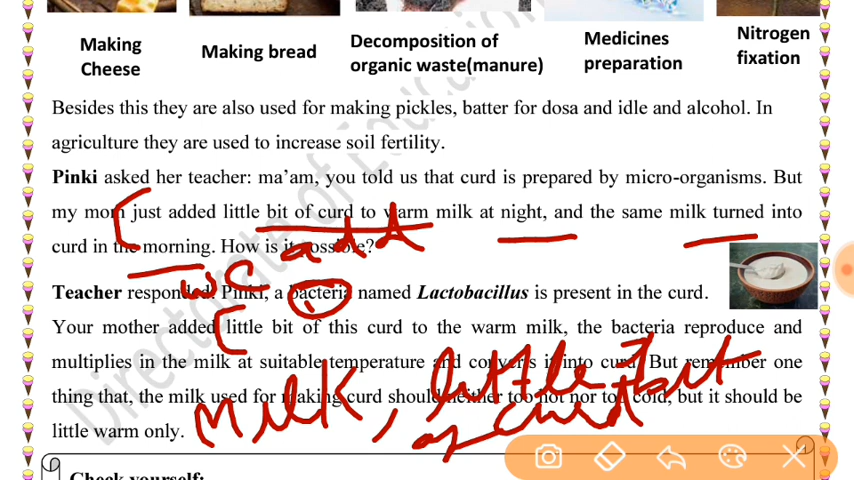 Making
Cheese
Making bread
Decomposition of
organic waste(manure)
Medicines
preparation
Nitrogen
fixation
Besides this they are also used for making pickles, batter for dosa and idle and alcohol. In
agriculture they are used to increase soil fertility.
Pinki asked her teacher: ma'am, you told us that curd is prepared by micro-organisms. But
my mom just added little bit of curd to warm milk at night, and the same milk turned into
curd in the morning. How is it possible?
we add
Teacher responded: Pinki, a bacteria named Lactobacillus is present in the curd.
Your mother added little bit of this curd to the warm milk, the bacteria reproduce and
multiplies in the milk at suitable temperature and converts it into curd. But remember one
thing that, the milk used for making curd should neither too hot nor too cold, but it should be
little warm only.
milk, little
of curd
Check yourself:
Directorate of Education